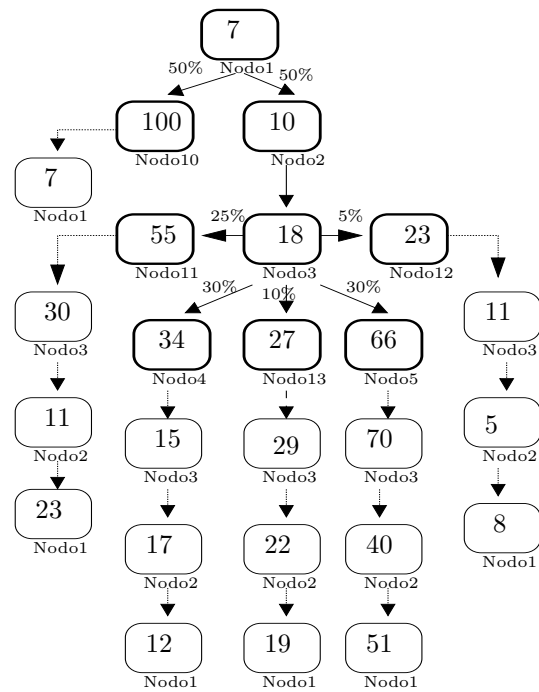 7
Nodo1
50% 50%
100 10
Nodo10 Nodo2
7
Nodo1
25% 5%
55 18 23
Nodo11 Nodo3 Nodo12
30% 10% 30%
30 11
Nodo3 Nodo3
34 27 66
Nodo4 Nodo13 Nodo5
11 5
Nodo2 Nodo2
15 29 70
Nodo3 Nodo3 Nodo3
23 8
Nodo1 Nodo1
17 22 40
Nodo2 Nodo2 Nodo2
12 19 51
Nodo1 Nodo1 Nodo1